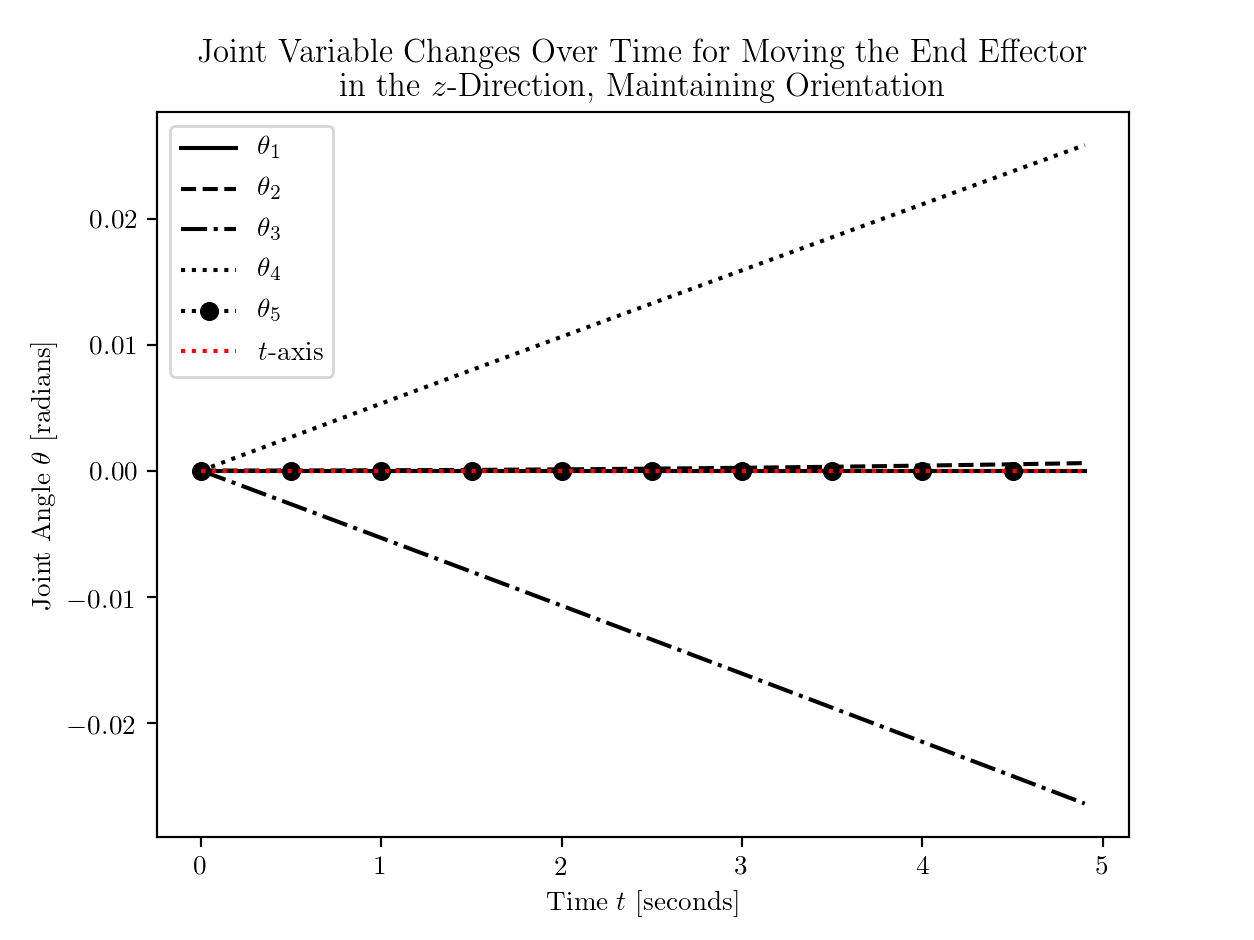 Joint Variable Changes Over Time for Moving the End Effector
in the z-Direction, Maintaining Orientation
θ₁
θ₂
θ₃
θ₄
θ₅
t-axis
0.02
0.01
0.00
−0.01
−0.02
Joint Angle θ [radians]
0 1 2 3 4 5
Time t [seconds]